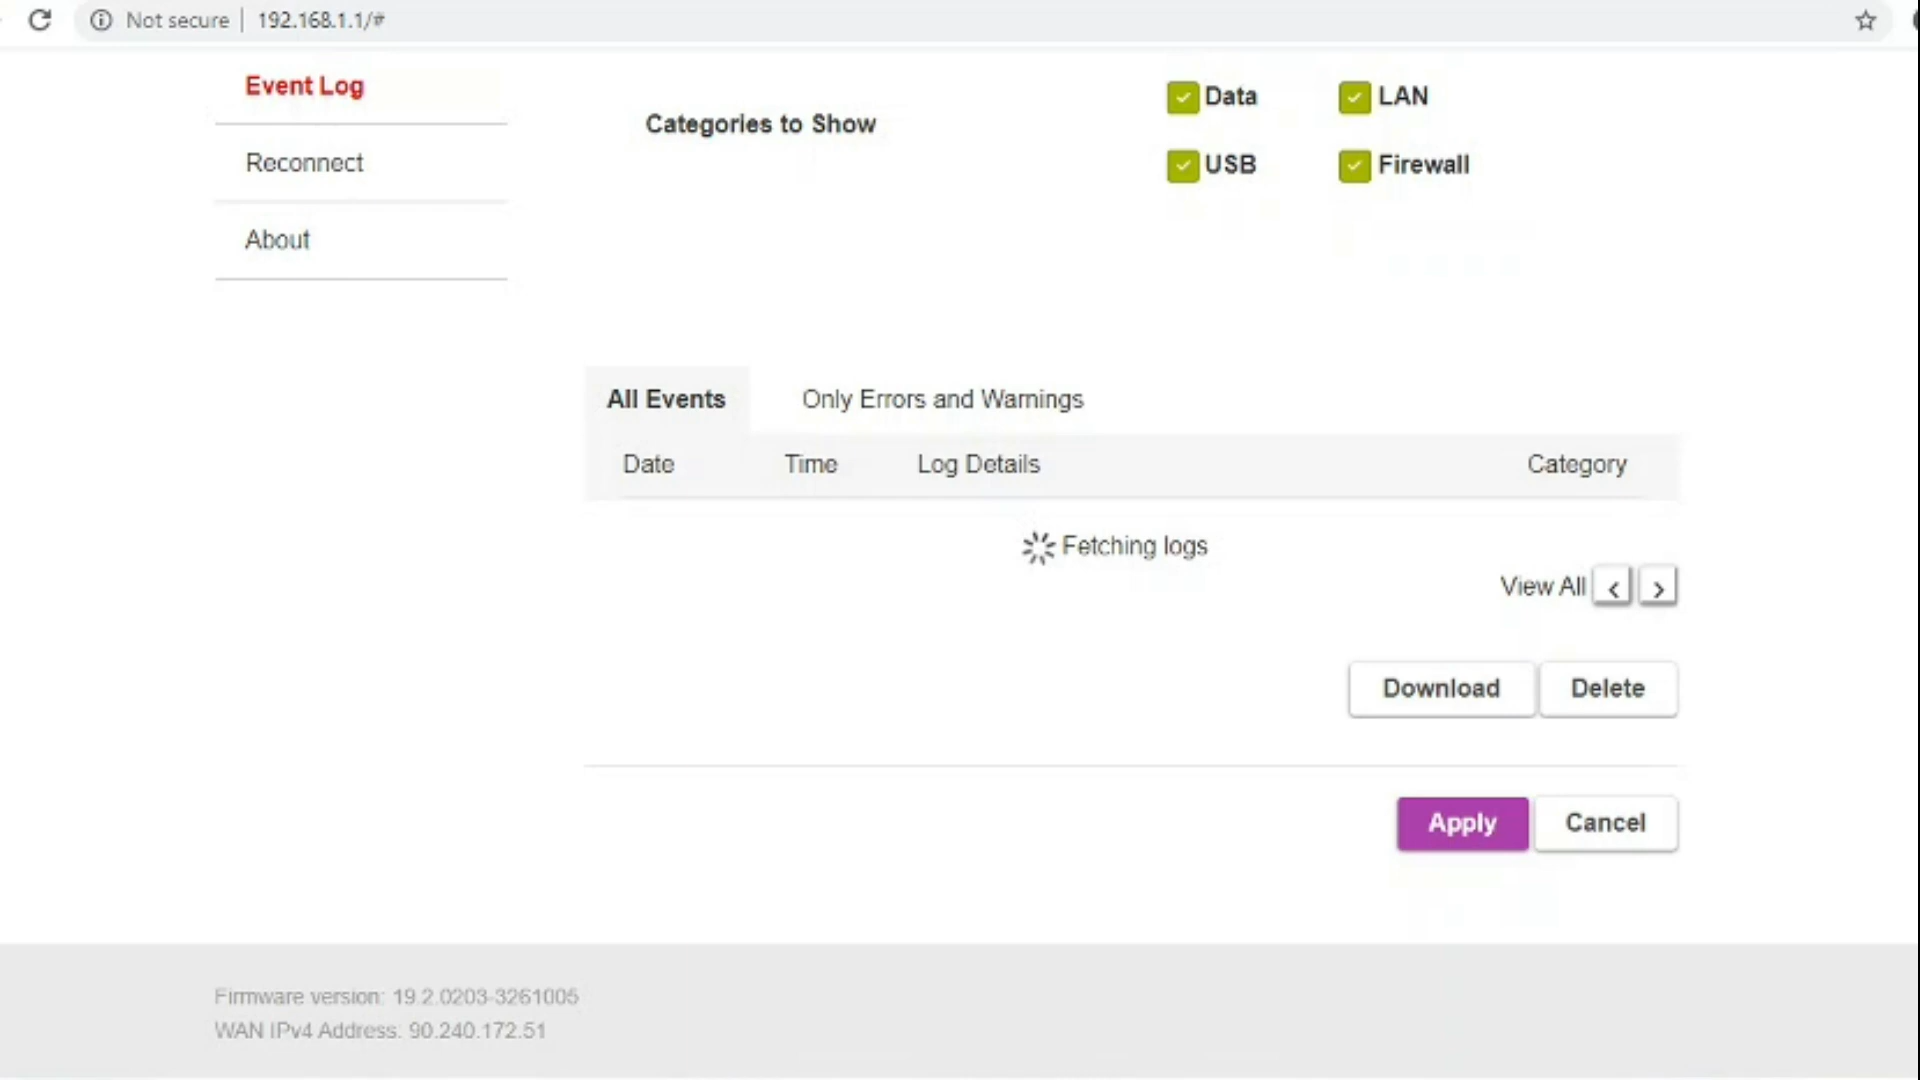 Not secure | 192.168.1.1/#
Event Log
Reconnect
About
Categories to Show
Data
LAN
USB
Firewall
All Events
Only Errors and Warnings
Date Time Log Details Category
Fetching logs
View All < >
Download
Delete
Apply
Cancel
Firmware version: 19.2.0203-3261005
WAN IPv4 Address: 90.240.172.51